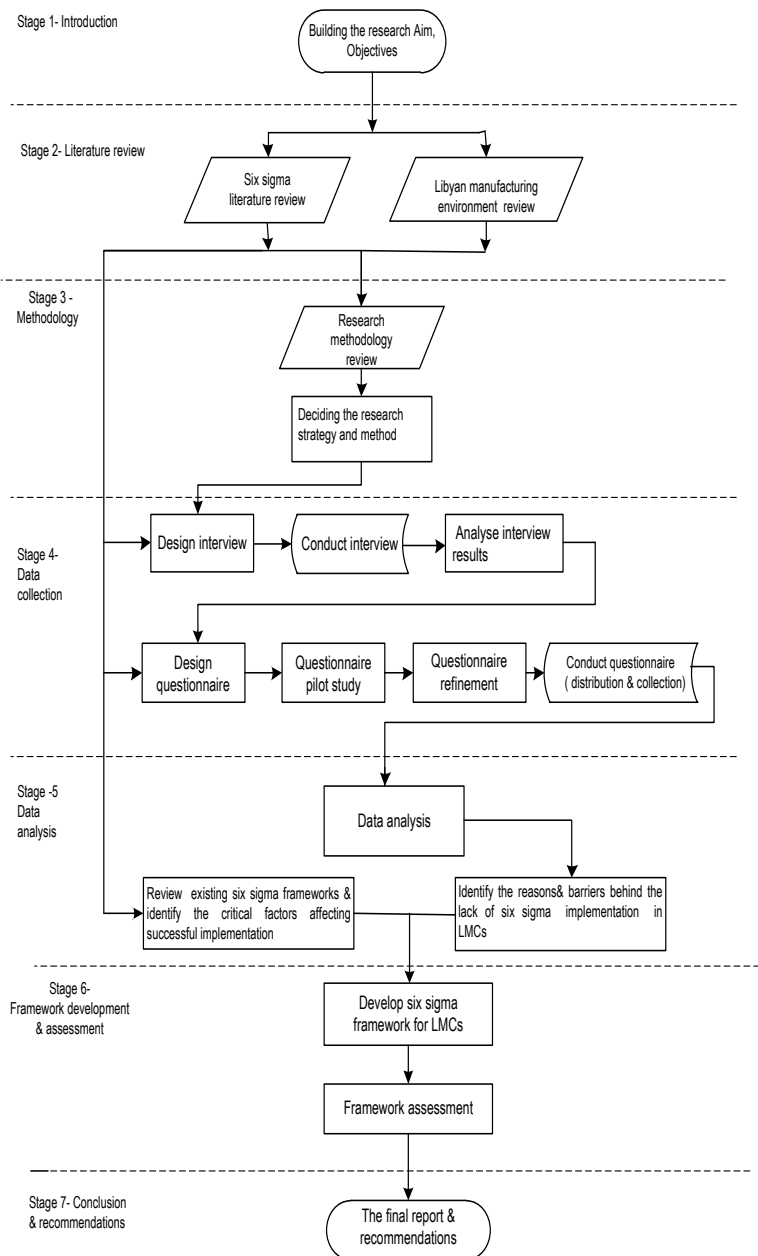 Stage 1- Introduction
Building the research Aim,
Objectives
Stage 2- Literature review
Six sigma
literature review
Libyan manufacturing
environment review
Stage 3 -
Methodology
Research
methodology
review
Deciding the research
strategy and method
Stage 4-
Data
collection
Design interview
Conduct interview
Analyse interview
results
Design
questionnaire
Questionnaire
pilot study
Questionnaire
refinement
Conduct questionnaire
( distribution & collection)
Stage -5
Data
analysis
Data analysis
Review existing six sigma frameworks &
identify the critical factors affecting
successful implementation
Identify the reasons& barriers behind the
lack of six sigma implementation in
LMCs
Stage 6-
Framework development
& assessment
Develop six sigma
framework for LMCs
Framework assessment
Stage 7- Conclusion
& recommendations
The final report &
recommendations